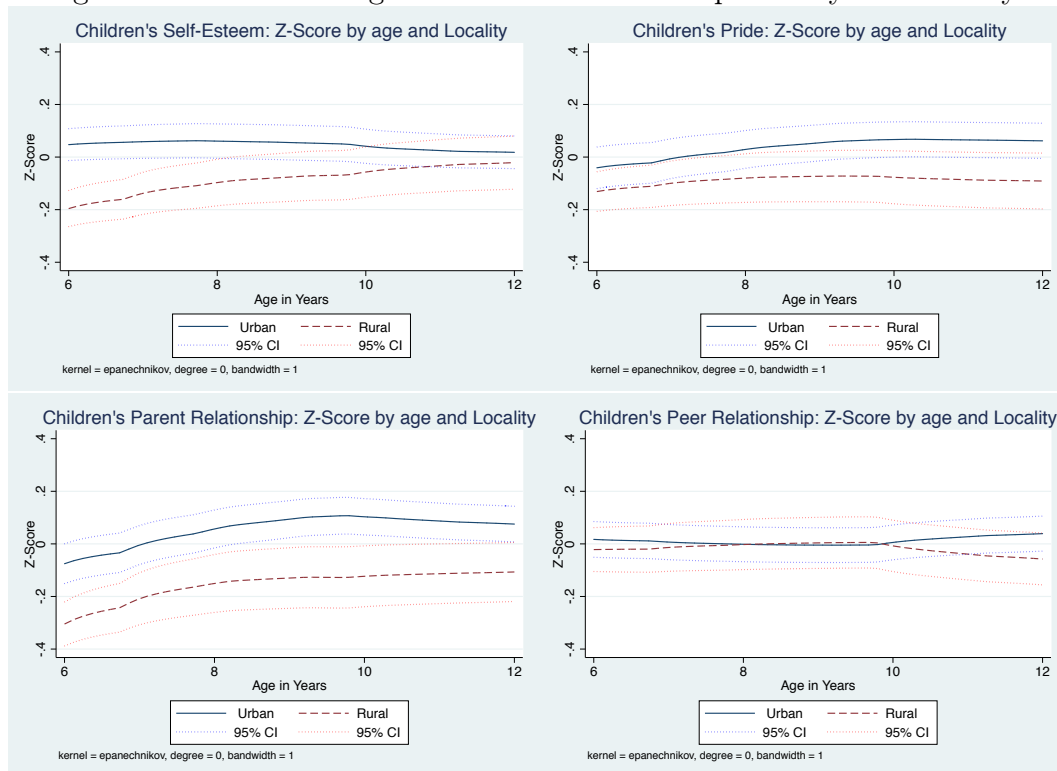 Children's Self-Esteem: Z-Score by age and Locality
Z-Score
.4
.2
0
-.2
-.4
6
8
10
12
Age in Years
Urban
Rural
95% CI
95% CI
kernel = epanechnikov, degree = 0, bandwidth = 1
Children's Pride: Z-Score by age and Locality
Z-Score
.4
.2
0
-.2
-.4
6
8
10
12
Age in Years
Urban
Rural
95% CI
95% CI
kernel = epanechnikov, degree = 0, bandwidth = 1
Children's Parent Relationship: Z-Score by age and Locality
Z-Score
.4
.2
0
-.2
-.4
6
8
10
12
Age in Years
Urban
Rural
95% CI
95% CI
kernel = epanechnikov, degree = 0, bandwidth = 1
Children's Peer Relationship: Z-Score by age and Locality
Z-Score
.4
.2
0
-.2
-.4
6
8
10
12
Age in Years
Urban
Rural
95% CI
95% CI
kernel = epanechnikov, degree = 0, bandwidth = 1